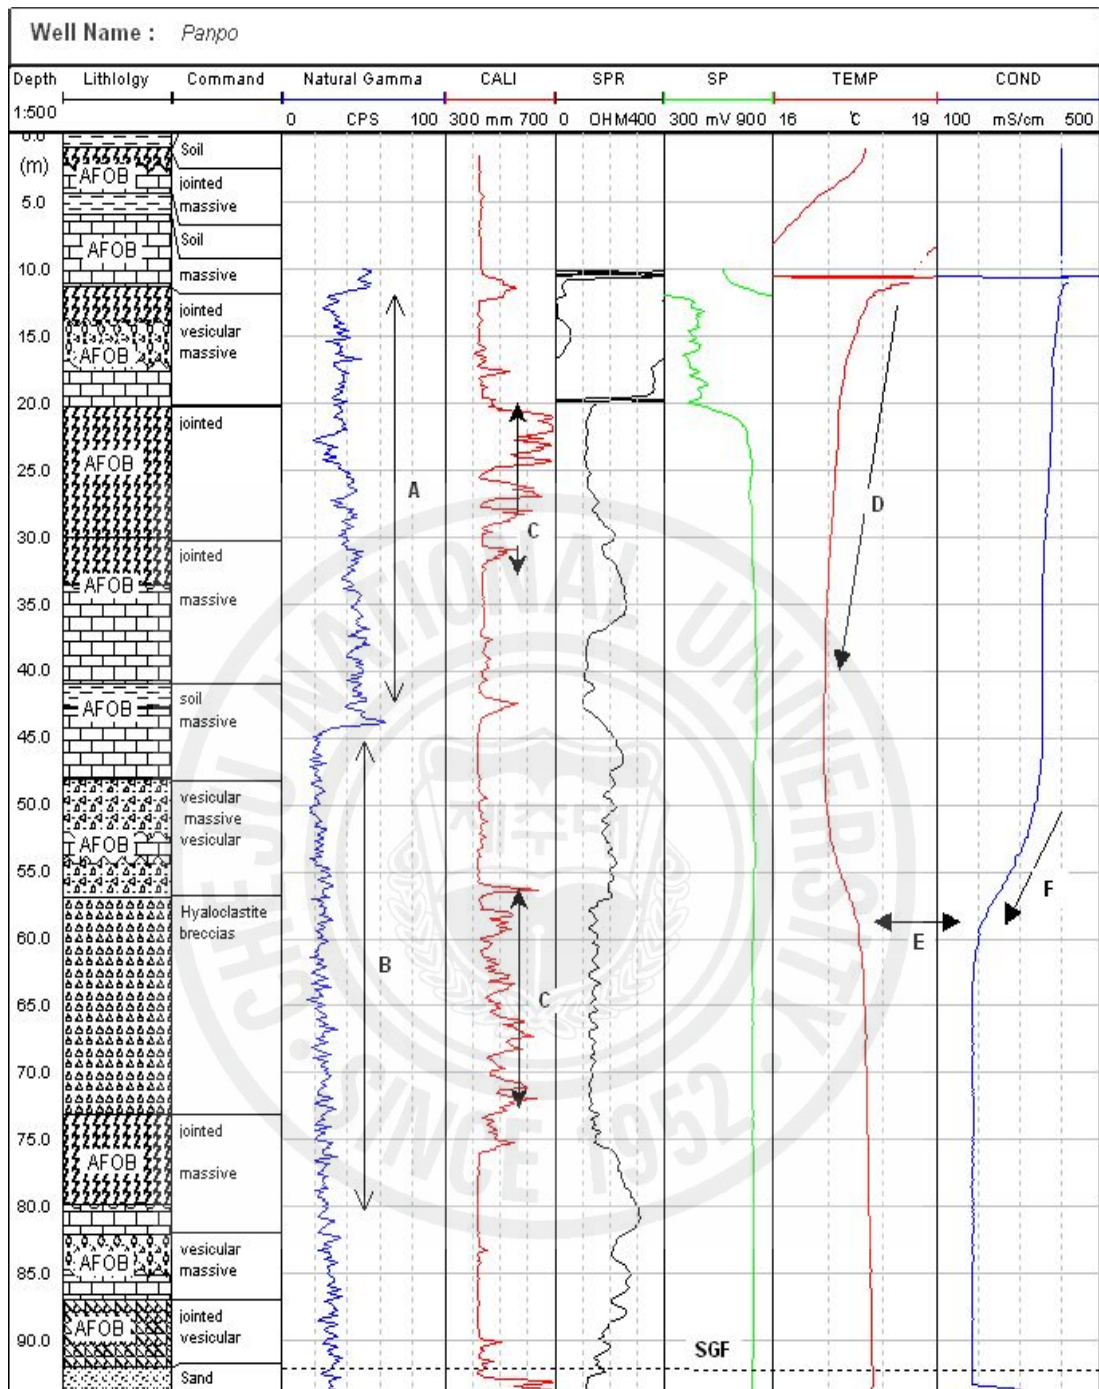 Well Name : Panpo
Depth Lithlolgy Command Natural Gamma CALI SPR SP TEMP COND
1:500 0 CPS 100 300 mm 700 0 OHM400 300 mV 900 16 ℃ 19 100 mS/cm 500
0.0
Soil
(m)
AFOB
jointed
5.0
massive
Soil
AFOB
10.0
massive
jointed
vesicular
15.0
AFOB
massive
20.0
jointed
AFOB
25.0
A
C
D
30.0
jointed
AFOB
massive
35.0
40.0
soil
AFOB
massive
45.0
vesicular
50.0
massive
AFOB
vesicular
55.0
Hyaloclastite
breccias
F
60.0
E
B
C
65.0
70.0
75.0
jointed
AFOB
massive
80.0
vesicular
AFOB
massive
85.0
jointed
AFOB
vesicular
90.0
SGF
Sand
CHEJU NATIONAL UNIVERSITY
제주대
SINCE 1952